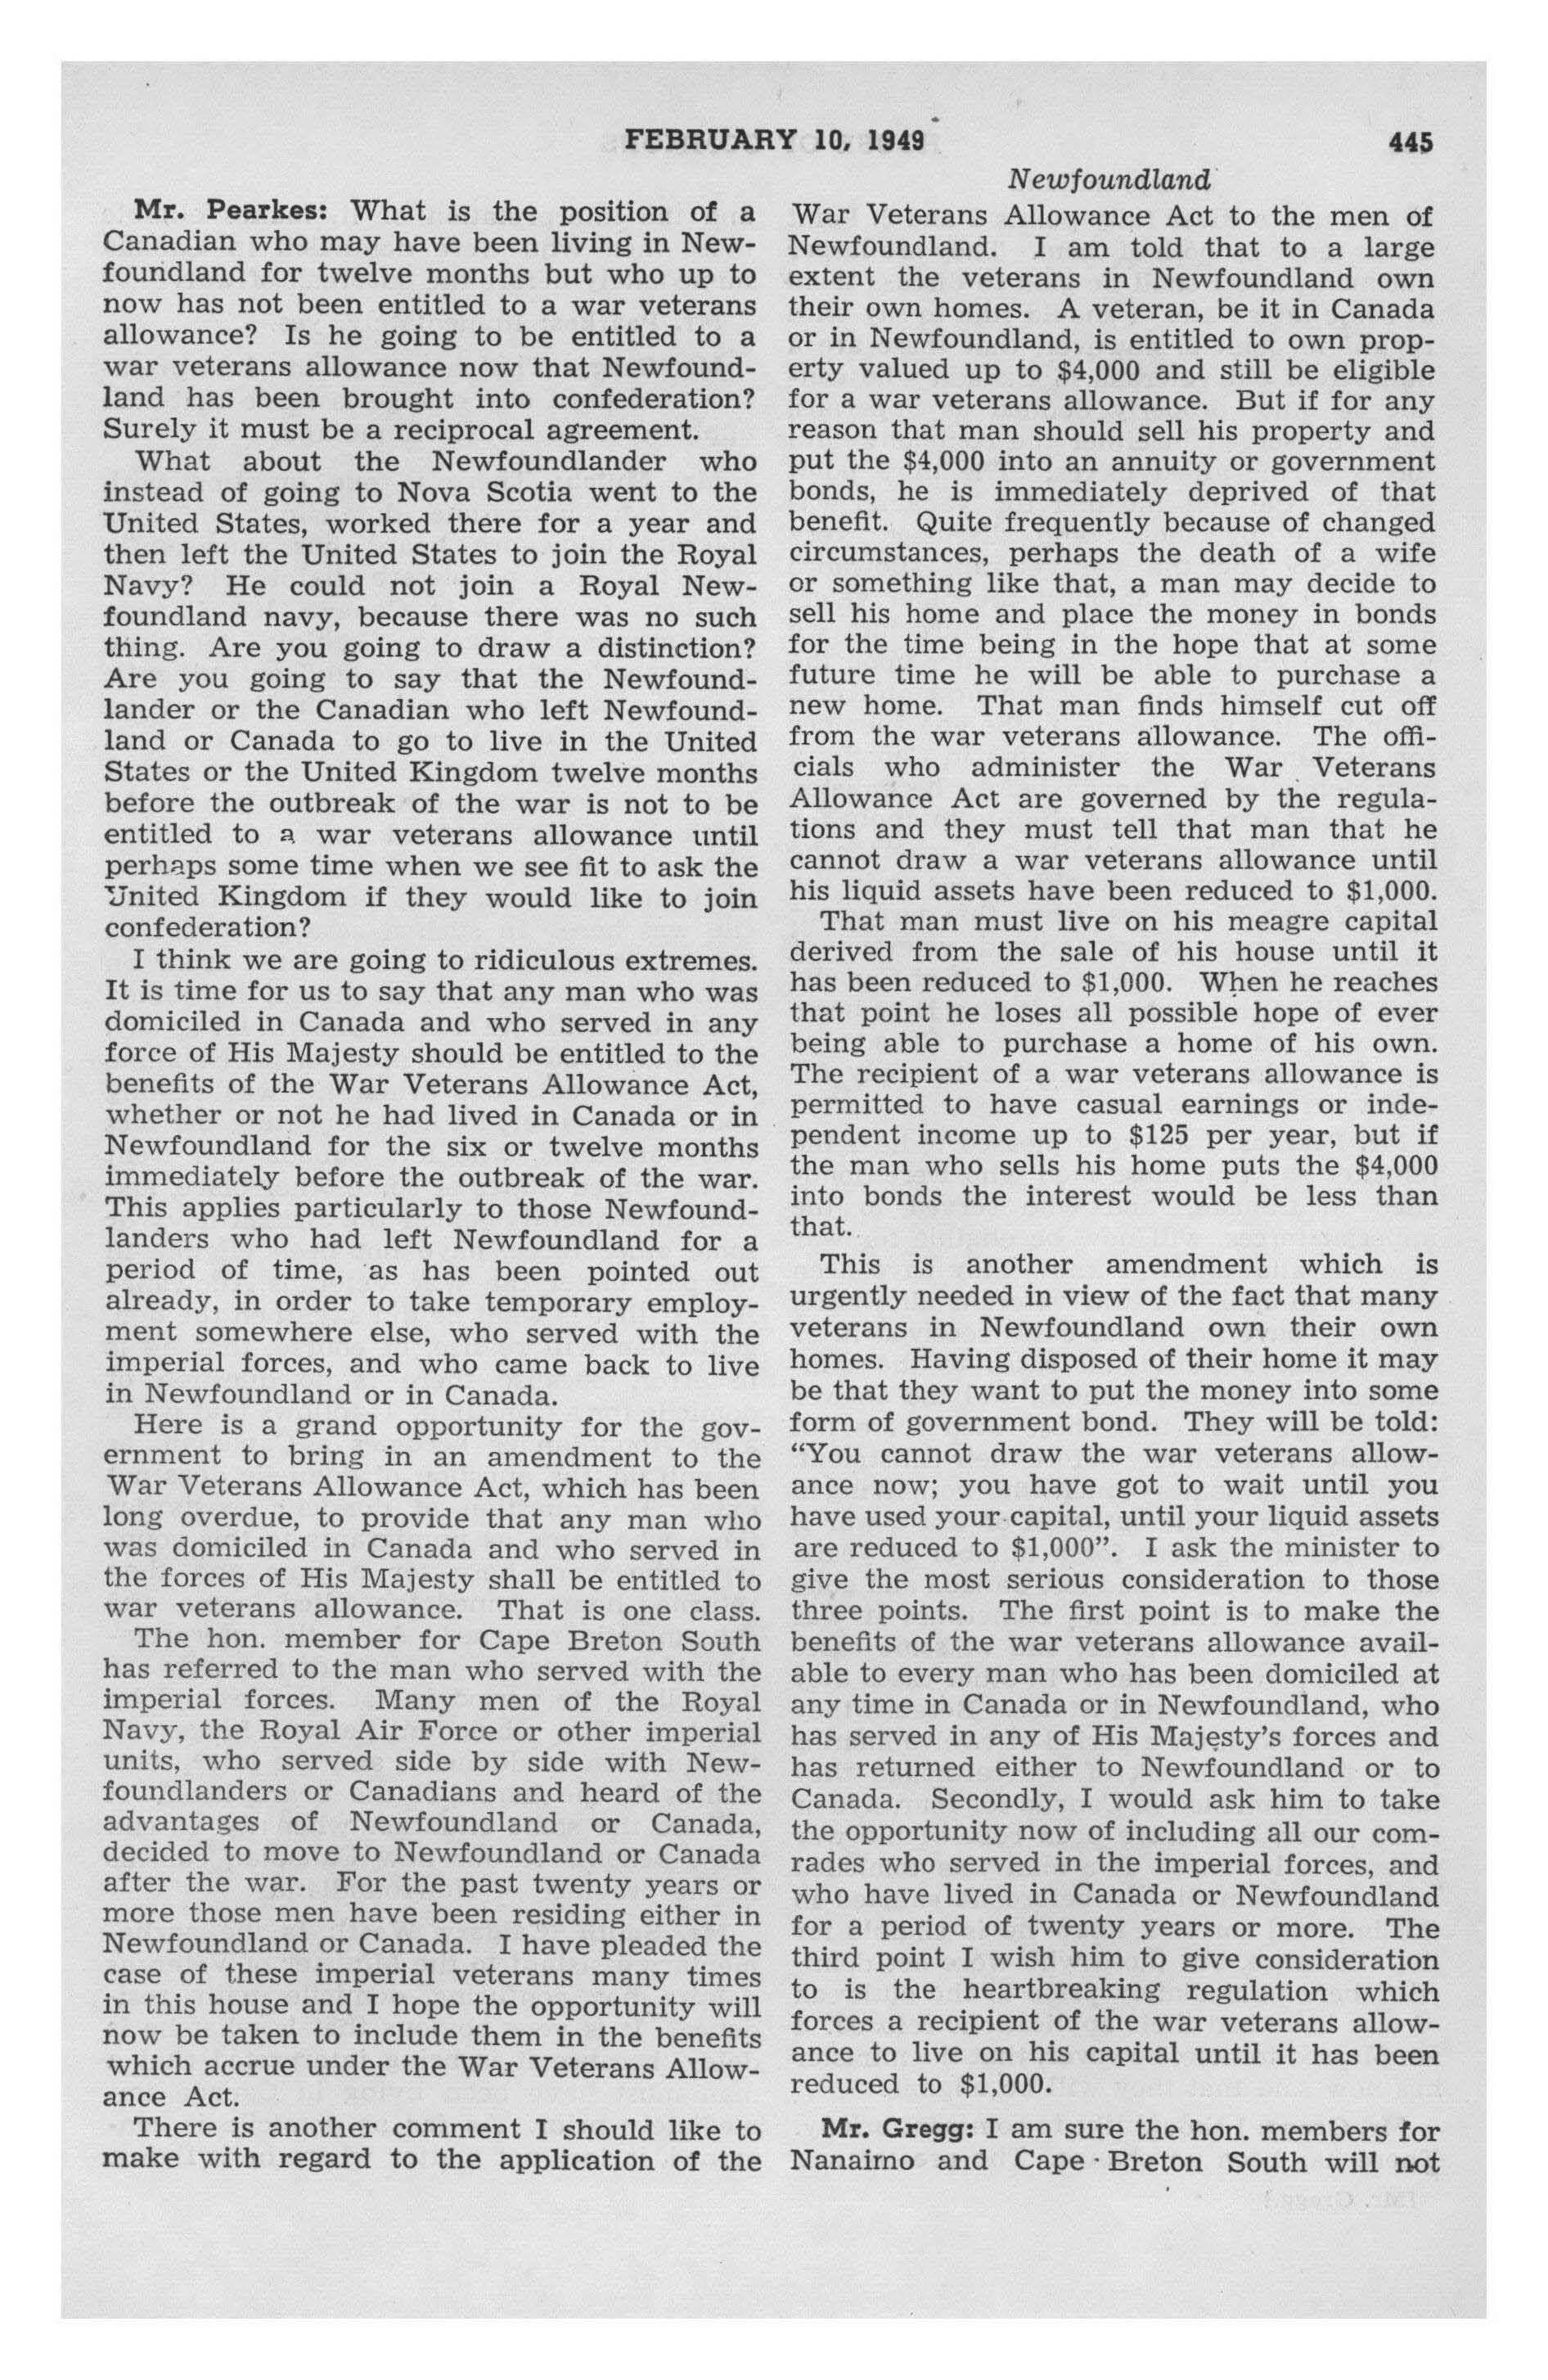 FEBRUARY 10, 1949
445
Newfoundland
Mr. Pearkes: What is the position of a
Canadian who may have been living in New-
foundland for twelve months but who up to
now has not been entitled to a war veterans
allowance? Is he going to be entitled to a
war veterans allowance now that Newfound-
land has been brought into confederation?
Surely it must be a reciprocal agreement.
What about the Newfoundlander who
instead of going to Nova Scotia went to the
United States, worked there for a year and
then left the United States to join the Royal
Navy? He could not join a Royal New-
foundland navy, because there was no such
thing. Are you going to draw a distinction?
Are you going to say that the Newfound-
lander or the Canadian who left Newfound-
land or Canada to go to live in the United
States or the United Kingdom twelve months
before the outbreak of the war is not to be
entitled to a war veterans allowance until
perhaps some time when we see fit to ask the
United Kingdom if they would like to join
confederation?
I think we are going to ridiculous extremes.
It is time for us to say that any man who was
domiciled in Canada and who served in any
force of His Majesty should be entitled to the
benefits of the War Veterans Allowance Act,
whether or not he had lived in Canada or in
Newfoundland for the six or twelve months
immediately before the outbreak of the war.
This applies particularly to those Newfound-
landers who had left Newfoundland for a
period of time, as has been pointed out
already, in order to take temporary employ-
ment somewhere else, who served with the
imperial forces, and who came back to live
in Newfoundland or in Canada.
Here is a grand opportunity for the gov-
ernment to bring in an amendment to the
War Veterans Allowance Act, which has been
long overdue, to provide that any man who
was domiciled in Canada and who served in
the forces of His Majesty shall be entitled to
war veterans allowance. That is one class.
The hon. member for Cape Breton South
has referred to the man who served with the
imperial forces. Many men of the Royal
Navy, the Royal Air Force or other imperial
units, who served side by side with New-
foundlanders or Canadians and heard of the
advantages of Newfoundland or Canada,
decided to move to Newfoundland or Canada
after the war. For the past twenty years or
more those men have been residing either in
Newfoundland or Canada. I have pleaded the
case of these imperial veterans many times
in this house and I hope the opportunity will
now be taken to include them in the benefits
which accrue under the War Veterans Allow-
ance Act.
There is another comment I should like to
make with regard to the application of the
War Veterans Allowance Act to the men of
Newfoundland. I am told that to a large
extent the veterans in Newfoundland own
their own homes. A veteran, be it in Canada
or in Newfoundland, is entitled to own prop-
erty valued up to $4,000 and still be eligible
for a war veterans allowance. But if for any
reason that man should sell his property and
put the $4,000 into an annuity or government
bonds, he is immediately deprived of that
benefit. Quite frequently because of changed
circumstances, perhaps the death of a wife
or something like that, a man may decide to
sell his home and place the money in bonds
for the time being in the hope that at some
future time he will be able to purchase a
new home. That man finds himself cut off
from the war veterans allowance. The offi-
cials who administer the War Veterans
Allowance Act are governed by the regula-
tions and they must tell that man that he
cannot draw a war veterans allowance until
his liquid assets have been reduced to $1,000.
That man must live on his meagre capital
derived from the sale of his house until it
has been reduced to $1,000. When he reaches
that point he loses all possible hope of ever
being able to purchase a home of his own.
The recipient of a war veterans allowance is
permitted to have casual earnings or inde-
pendent income up to $125 per year, but if
the man who sells his home puts the $4,000
into bonds the interest would be less than
that.
This is another amendment which is
urgently needed in view of the fact that many
veterans in Newfoundland own their own
homes. Having disposed of their home it may
be that they want to put the money into some
form of government bond. They will be told:
“You cannot draw the war veterans allow-
ance now; you have got to wait until you
have used your capital, until your liquid assets
are reduced to $1,000”. I ask the minister to
give the most serious consideration to those
three points. The first point is to make the
benefits of the war veterans allowance avail-
able to every man who has been domiciled at
any time in Canada or in Newfoundland, who
has served in any of His Majesty's forces and
has returned either to Newfoundland or to
Canada. Secondly, I would ask him to take
the opportunity now of including all our com-
rades who served in the imperial forces, and
who have lived in Canada or Newfoundland
for a period of twenty years or more. The
third point I wish him to give consideration
to is the heartbreaking regulation which
forces a recipient of the war veterans allow-
ance to live on his capital until it has been
reduced to $1,000.
Mr. Gregg: I am sure the hon. members for
Nanaimo and Cape Breton South will not